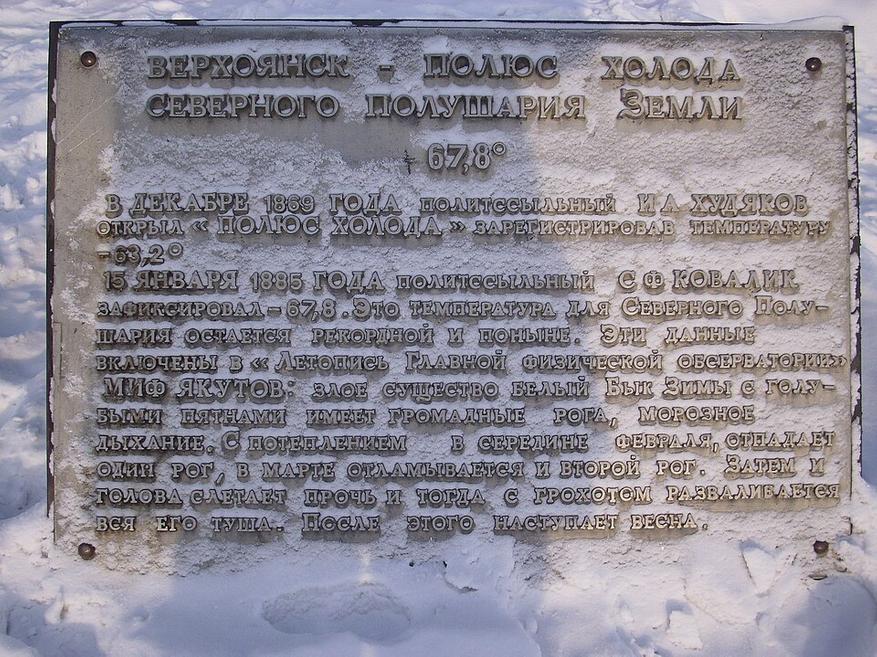 ВЕРХОЯНСК - ПОЛЮС ХОЛОДА
СЕВЕРНОГО ПОЛУШАРИЯ ЗЕМЛИ
- 67,8°
В ДЕКАБРЕ 1869 ГОДА ПОЛИТССЫЛЬНЫЙ И А ХУДЯКОВ
ОТКРЫЛ «ПОЛЮС ХОЛОДА» ЗАРЕГИСТРИРОВАВ ТЕМПЕРАТУРУ
-63,2°
15 ЯНВАРЯ 1885 ГОДА ПОЛИТССЫЛЬНЫЙ С Ф КОВАЛИК
ЗАФИКСИРОВАЛ -67,8. ЭТО ТЕМПЕРАТУРА ДЛЯ СЕВЕРНОГО ПОЛУ-
ШАРИЯ ОСТАЕТСЯ РЕКОРДНОЙ И ПОНЫНЕ. ЭТИ ДАННЫЕ
ВКЛЮЧЕНЫ В «ЛЕТОПИСЬ ГЛАВНОЙ ФИЗИЧЕСКОЙ ОБСЕРВАТОРИИ»
МИФ ЯКУТОВ: ЗЛОЕ СУЩЕСТВО БЕЛЫЙ БЫК ЗИМЫ С ГОЛУ-
БЫМИ ПЯТНАМИ ИМЕЕТ ГРОМАДНЫЕ РОГА, МОРОЗНОЕ
ДЫХАНИЕ. С ПОТЕПЛЕНИЕМ В СЕРЕДИНЕ ФЕВРАЛЯ, ОТПАДАЕТ
ОДИН РОГ, В МАРТЕ ОТЛАМЫВАЕТСЯ И ВТОРОЙ РОГ. ЗАТЕМ И
ГОЛОВА СЛЕТАЕТ ПРОЧЬ И ТОГДА С ГРОХОТОМ РАЗВАЛИБАЕТСЯ
ВСЯ ЕГО ТУША.. ПОСЛЕ ЭТОГО НАСТУПАЕТ ВЕСНА.